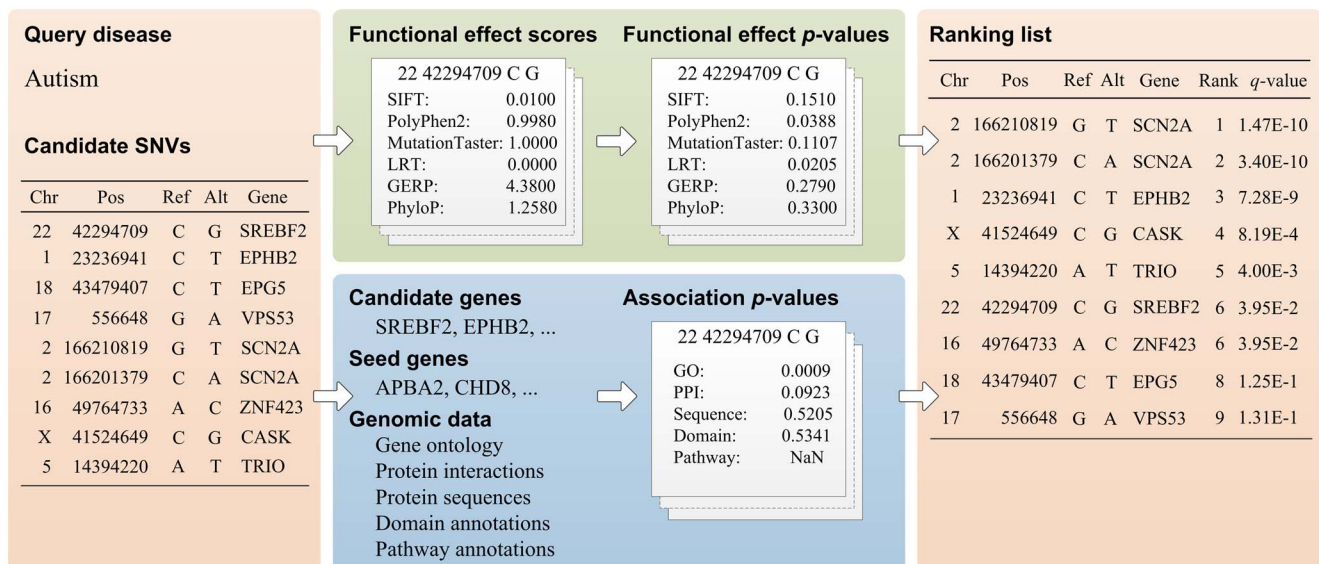 Query disease
Autism
Candidate SNVs
Chr Pos Ref Alt Gene
22 42294709 C G SREBF2
1 23236941 C T EPHB2
18 43479407 C T EPG5
17 556648 G A VPS53
2 166210819 G T SCN2A
2 166201379 C A SCN2A
16 49764733 A C ZNF423
X 41524649 C G CASK
5 14394220 A T TRIO
Functional effect scores
22 42294709 C G
SIFT: 0.0100
PolyPhen2: 0.9980
MutationTaster: 1.0000
LRT: 0.0000
GERP: 4.3800
PhyloP: 1.2580
Functional effect p-values
22 42294709 C G
SIFT: 0.1510
PolyPhen2: 0.0388
MutationTaster: 0.1107
LRT: 0.0205
GERP: 0.2790
PhyloP: 0.3300
Candidate genes
SREBF2, EPHB2, ...
Seed genes
APBA2, CHD8, ...
Genomic data
Gene ontology
Protein interactions
Protein sequences
Domain annotations
Pathway annotations
Association p-values
22 42294709 C G
GO: 0.0009
PPI: 0.0923
Sequence: 0.5205
Domain: 0.5341
Pathway: NaN
Ranking list
Chr Pos Ref Alt Gene Rank q-value
2 166210819 G T SCN2A 1 1.47E-10
2 166201379 C A SCN2A 2 3.40E-10
1 23236941 C T EPHB2 3 7.28E-9
X 41524649 C G CASK 4 8.19E-4
5 14394220 A T TRIO 5 4.00E-3
22 42294709 C G SREBF2 6 3.95E-2
16 49764733 A C ZNF423 6 3.95E-2
18 43479407 C T EPG5 8 1.25E-1
17 556648 G A VPS53 9 1.31E-1